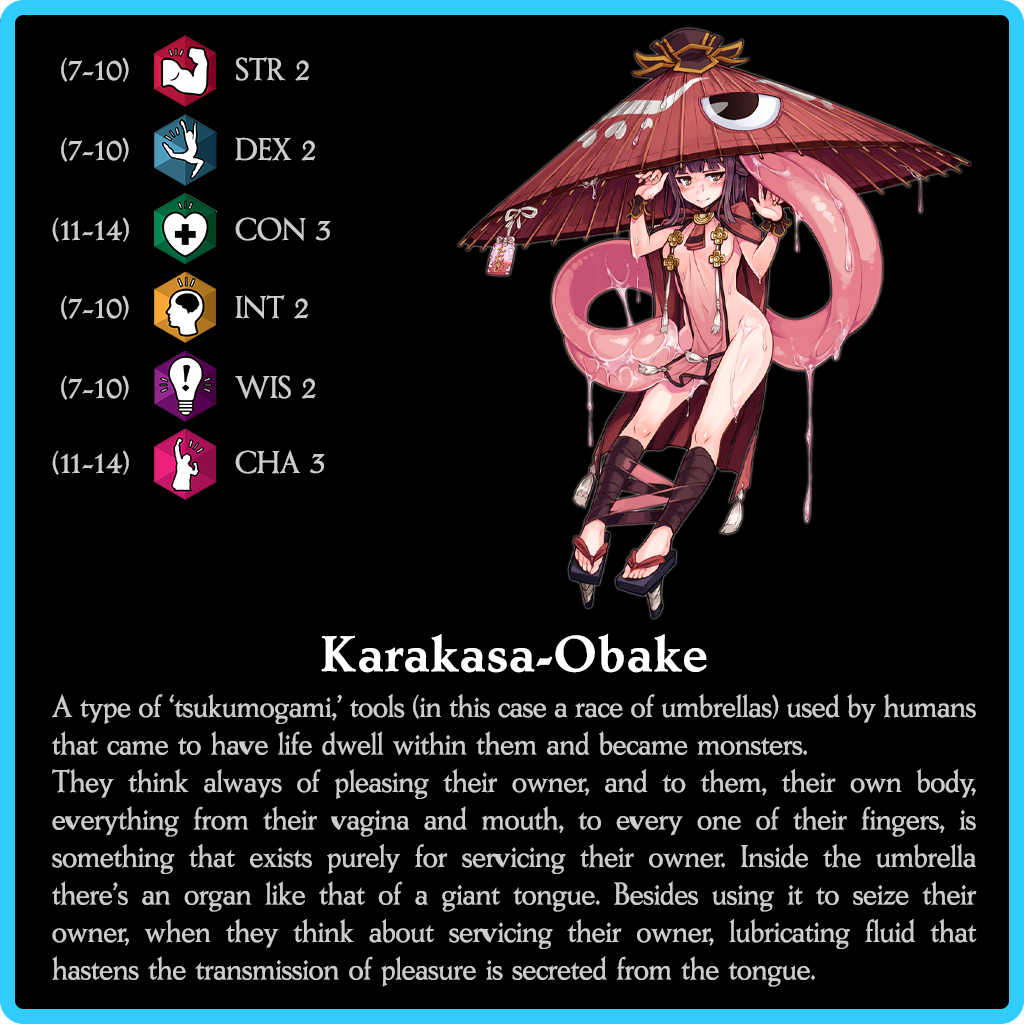 (7-10) STR 2
(7-10) DEX 2
(11-14) CON 3
(7-10) INT 2
(7-10) WIS 2
(11-14) CHA 3
Karakasa-Obake
A type of ‘tsukumogami,’ tools (in this case a race of umbrellas) used by humans
that came to have life dwell within them and became monsters.
They think always of pleasing their owner, and to them, their own body,
everything from their vagina and mouth, to every one of their fingers, is
something that exists purely for servicing their owner. Inside the umbrella
there’s an organ like that of a giant tongue. Besides using it to seize their
owner, when they think about servicing their owner, lubricating fluid that
hastens the transmission of pleasure is secreted from the tongue.